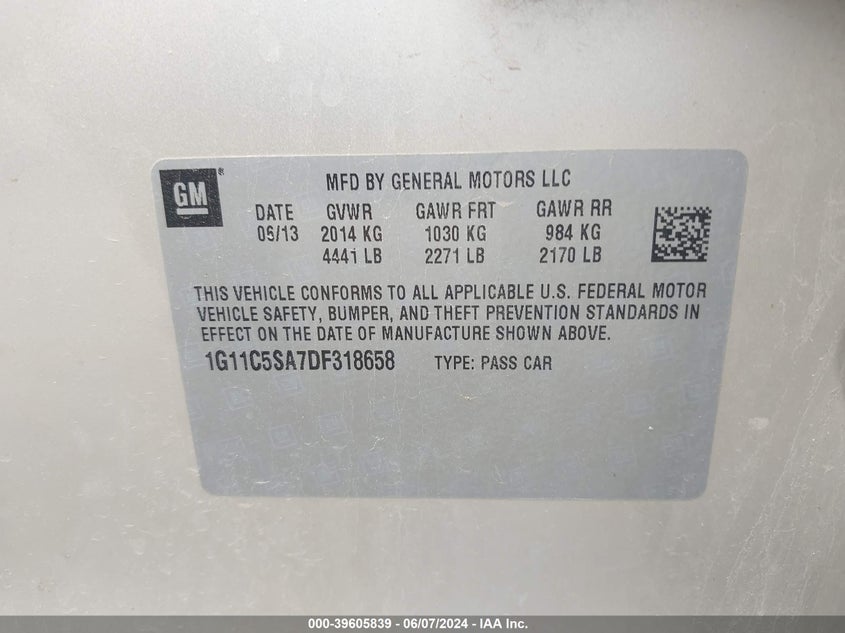 GM®
MFD BY GENERAL MOTORS LLC
DATE GVWR GAWR FRT GAWR RR
05/13 2014 KG 1030 KG 984 KG
4441 LB 2271 LB 2170 LB
THIS VEHICLE CONFORMS TO ALL APPLICABLE U.S. FEDERAL MOTOR
VEHICLE SAFETY, BUMPER, AND THEFT PREVENTION STANDARDS IN
EFFECT ON THE DATE OF MANUFACTURE SHOWN ABOVE.
1G11C5SA7DF318658 TYPE: PASS CAR
000-39605839 - 06/07/2024 - IAA Inc.